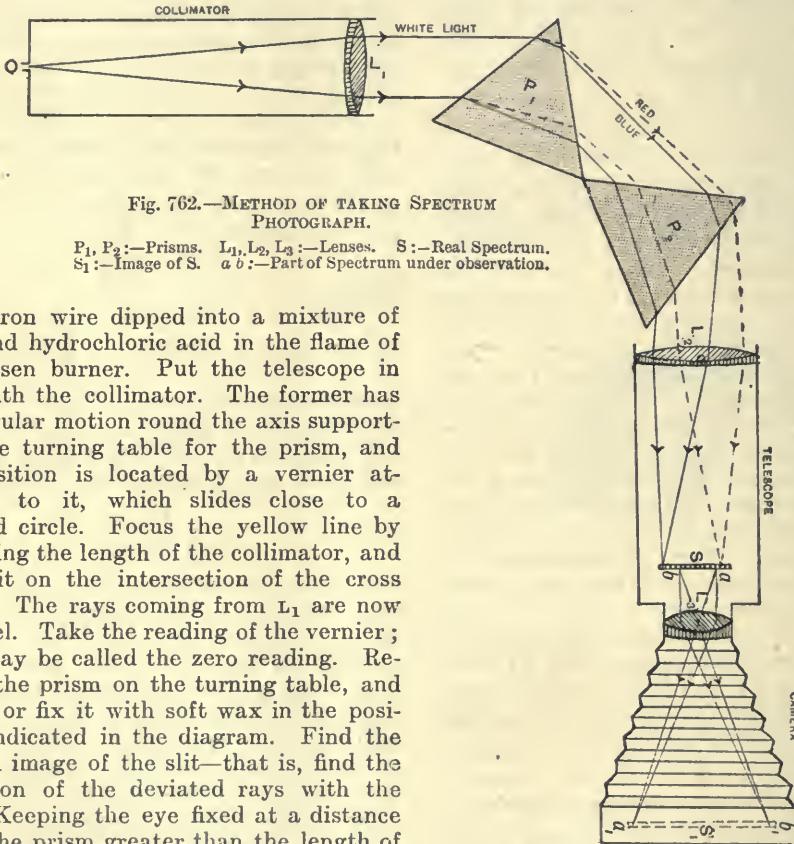 COLLIMATOR
WHITE LIGHT
O
L₁
P₁
RED
BLUE
Fig. 762.—METHOD OF TAKING SPECTRUM
PHOTOGRAPH.
P₁, P₂ :—Prisms. L₁, L₂, L₃ :—Lenses. S :—Real Spectrum.
S₁ :—Image of S. a b :—Part of Spectrum under observation.
P₂
L₂
TELESCOPE
S
b
a
L₃
CAMERA
a₁
S₁
b₁
ron wire dipped into a mixture of
nd hydrochloric acid in the flame of
sen burner. Put the telescope in
th the collimator. The former has
ular motion round the axis support-
e turning table for the prism, and
sition is located by a vernier at-
to it, which slides close to a
d circle. Focus the yellow line by
ing the length of the collimator, and
it on the intersection of the cross
The rays coming from L₁ are now
el. Take the reading of the vernier ;
ay be called the zero reading. Re-
the prism on the turning table, and
or fix it with soft wax in the posi-
ndicated in the diagram. Find the
image of the slit—that is, find the
on of the deviated rays with the
Keeping the eye fixed at a distance
he prism greater than the length of